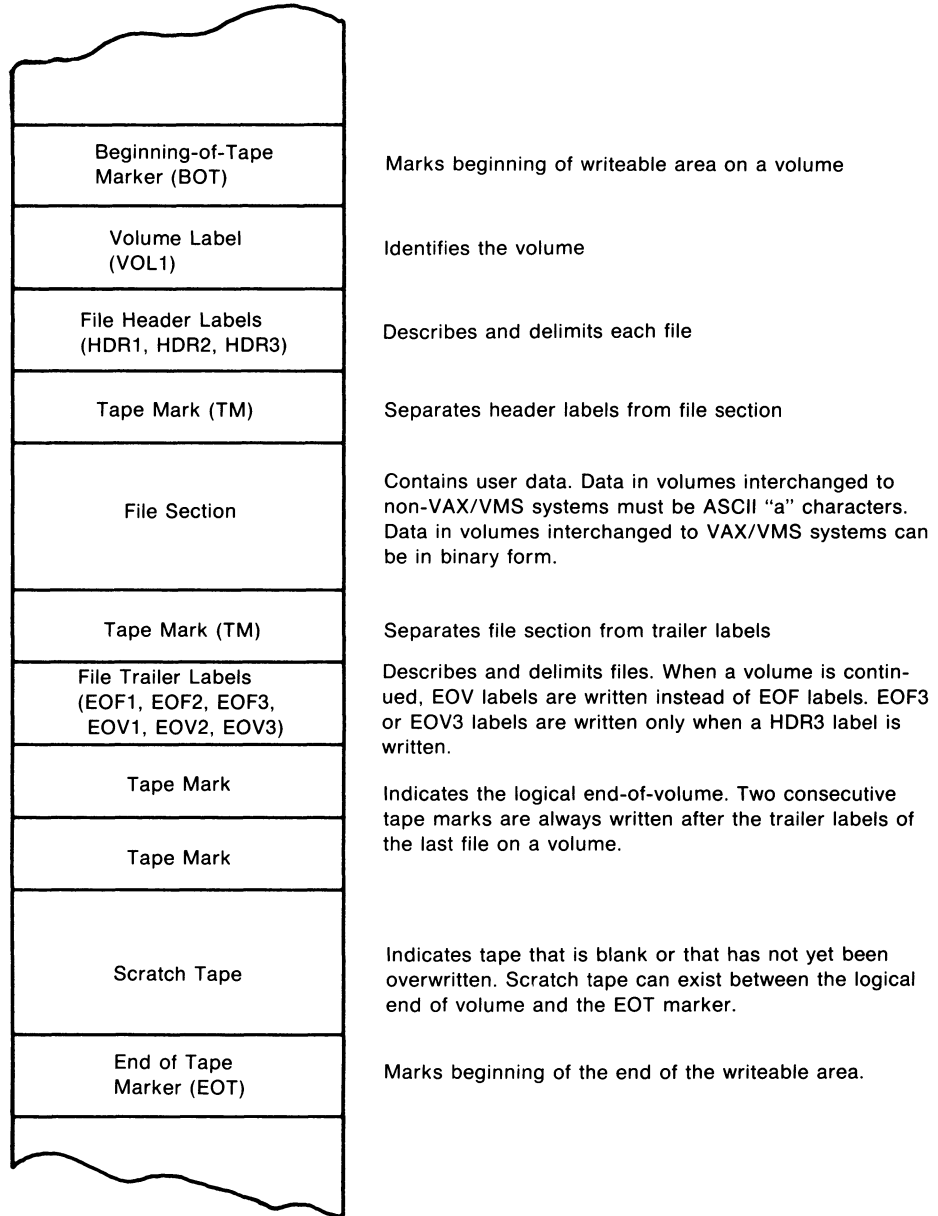 Beginning-of-Tape
Marker (BOT)
Marks beginning of writeable area on a volume
Volume Label
(VOL1)
Identifies the volume
File Header Labels
(HDR1, HDR2, HDR3)
Describes and delimits each file
Tape Mark (TM)
Separates header labels from file section
File Section
Contains user data. Data in volumes interchanged to
non-VAX/VMS systems must be ASCII “a” characters.
Data in volumes interchanged to VAX/VMS systems can
be in binary form.
Tape Mark (TM)
Separates file section from trailer labels
File Trailer Labels
(EOF1, EOF2, EOF3,
EOV1, EOV2, EOV3)
Describes and delimits files. When a volume is contin-
ued, EOV labels are written instead of EOF labels. EOF3
or EOV3 labels are written only when a HDR3 label is
written.
Tape Mark
Tape Mark
Indicates the logical end-of-volume. Two consecutive
tape marks are always written after the trailer labels of
the last file on a volume.
Scratch Tape
Indicates tape that is blank or that has not yet been
overwritten. Scratch tape can exist between the logical
end of volume and the EOT marker.
End of Tape
Marker (EOT)
Marks beginning of the end of the writeable area.